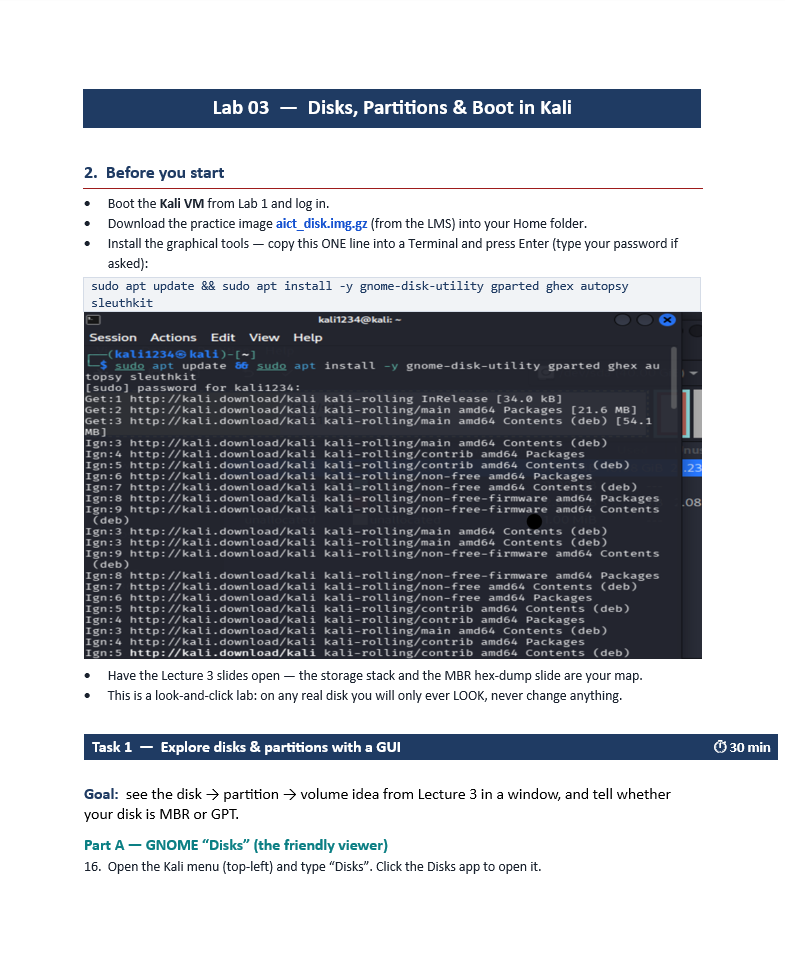 Lab 03 — Disks, Partitions & Boot in Kali
2. Before you start
• Boot the Kali VM from Lab 1 and log in.
• Download the practice image aict_disk.img.gz (from the LMS) into your Home folder.
• Install the graphical tools — copy this ONE line into a Terminal and press Enter (type your password if
asked):
sudo apt update && sudo apt install -y gnome-disk-utility gparted ghex autopsy
sleuthkit
kali1234@kali: ~
Session Actions Edit View Help
┌──(kali1234㉿kali)-[~]
└─$ sudo apt update && sudo apt install -y gnome-disk-utility gparted ghex au
topsy sleuthkit
[sudo] password for kali1234:
Get:1 http://kali.download/kali kali-rolling InRelease [34.0 kB]
Get:2 http://kali.download/kali kali-rolling/main amd64 Packages [21.6 MB]
Get:3 http://kali.download/kali kali-rolling/main amd64 Contents (deb) [54.1
MB]
Ign:3 http://kali.download/kali kali-rolling/main amd64 Contents (deb)
Ign:4 http://kali.download/kali kali-rolling/contrib amd64 Packages
Ign:5 http://kali.download/kali kali-rolling/contrib amd64 Contents (deb)
Ign:6 http://kali.download/kali kali-rolling/non-free amd64 Packages
Ign:7 http://kali.download/kali kali-rolling/non-free amd64 Contents (deb)
Ign:8 http://kali.download/kali kali-rolling/non-free-firmware amd64 Packages
Ign:9 http://kali.download/kali kali-rolling/non-free-firmware amd64 Contents
(deb)
Ign:3 http://kali.download/kali kali-rolling/main amd64 Contents (deb)
Ign:3 http://kali.download/kali kali-rolling/main amd64 Contents (deb)
Ign:9 http://kali.download/kali kali-rolling/non-free-firmware amd64 Contents
(deb)
Ign:8 http://kali.download/kali kali-rolling/non-free-firmware amd64 Packages
Ign:7 http://kali.download/kali kali-rolling/non-free amd64 Contents (deb)
Ign:6 http://kali.download/kali kali-rolling/non-free amd64 Packages
Ign:5 http://kali.download/kali kali-rolling/contrib amd64 Contents (deb)
Ign:4 http://kali.download/kali kali-rolling/contrib amd64 Packages
Ign:3 http://kali.download/kali kali-rolling/main amd64 Contents (deb)
Ign:4 http://kali.download/kali kali-rolling/contrib amd64 Packages
Ign:5 http://kali.download/kali kali-rolling/contrib amd64 Contents (deb)
.23
.08
• Have the Lecture 3 slides open — the storage stack and the MBR hex-dump slide are your map.
• This is a look-and-click lab: on any real disk you will only ever LOOK, never change anything.
Task 1 — Explore disks & partitions with a GUI ⏱ 30 min
Goal: see the disk → partition → volume idea from Lecture 3 in a window, and tell whether
your disk is MBR or GPT.
Part A — GNOME “Disks” (the friendly viewer)
16. Open the Kali menu (top-left) and type “Disks”. Click the Disks app to open it.